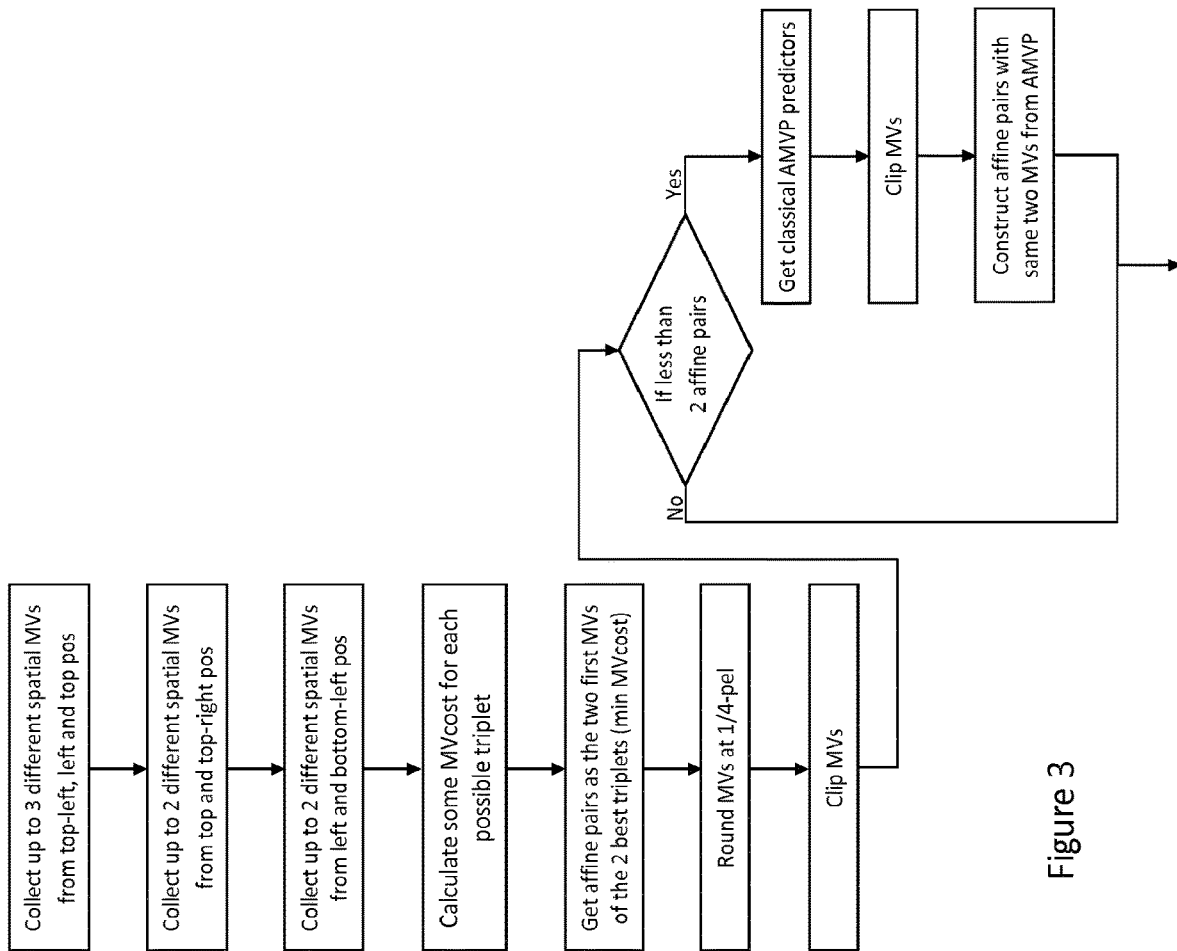 Collect up to 3 different spatial MVs
from top-left, left and top pos
Collect up to 2 different spatial MVs
from top and top-right pos
Collect up to 2 different spatial MVs
from left and bottom-left pos
Calculate some MVcost for each
possible triplet
Get affine pairs as the two first MVs
of the 2 best triplets (min MVcost)
Round MVs at 1/4-pel
Clip MVs
If less than
2 affine pairs
No
Yes
Get classical AMVP predictors
Clip MVs
Construct affine pairs with
same two MVs from AMVP
Figure 3